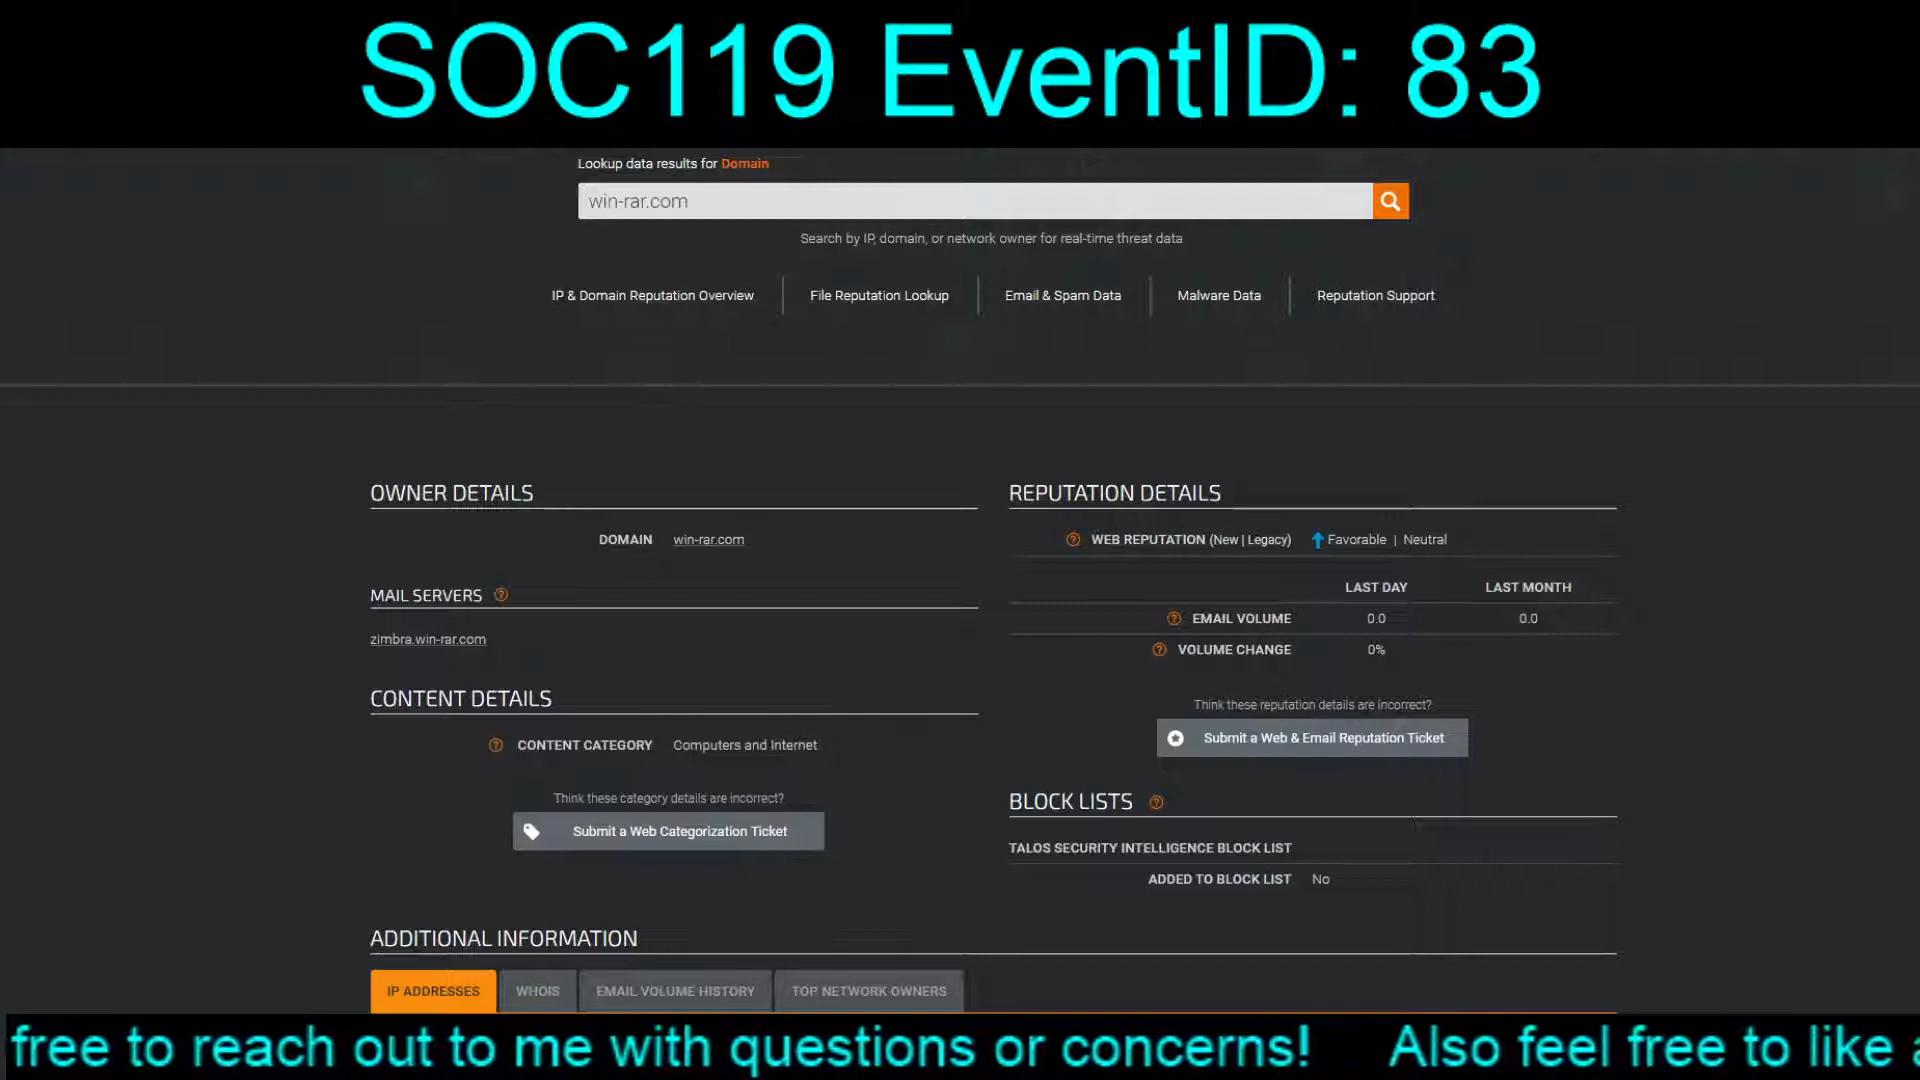 SOC119 EventID: 83
Lookup data results for Domain
win-rar.com
Search by IP, domain, or network owner for real-time threat data
IP & Domain Reputation Overview
File Reputation Lookup
Email & Spam Data
Malware Data
Reputation Support
OWNER DETAILS
DOMAIN win-rar.com
MAIL SERVERS
zimbra.win-rar.com
CONTENT DETAILS
CONTENT CATEGORY Computers and Internet
Think these category details are incorrect?
Submit a Web Categorization Ticket
REPUTATION DETAILS
WEB REPUTATION (New | Legacy) Favorable | Neutral
LAST DAY LAST MONTH
EMAIL VOLUME 0.0 0.0
VOLUME CHANGE 0%
Think these reputation details are incorrect?
Submit a Web & Email Reputation Ticket
BLOCK LISTS
TALOS SECURITY INTELLIGENCE BLOCK LIST
ADDED TO BLOCK LIST No
ADDITIONAL INFORMATION
IP ADDRESSES WHOIS EMAIL VOLUME HISTORY TOP NETWORK OWNERS
free to reach out to me with questions or concerns! Also feel free to like